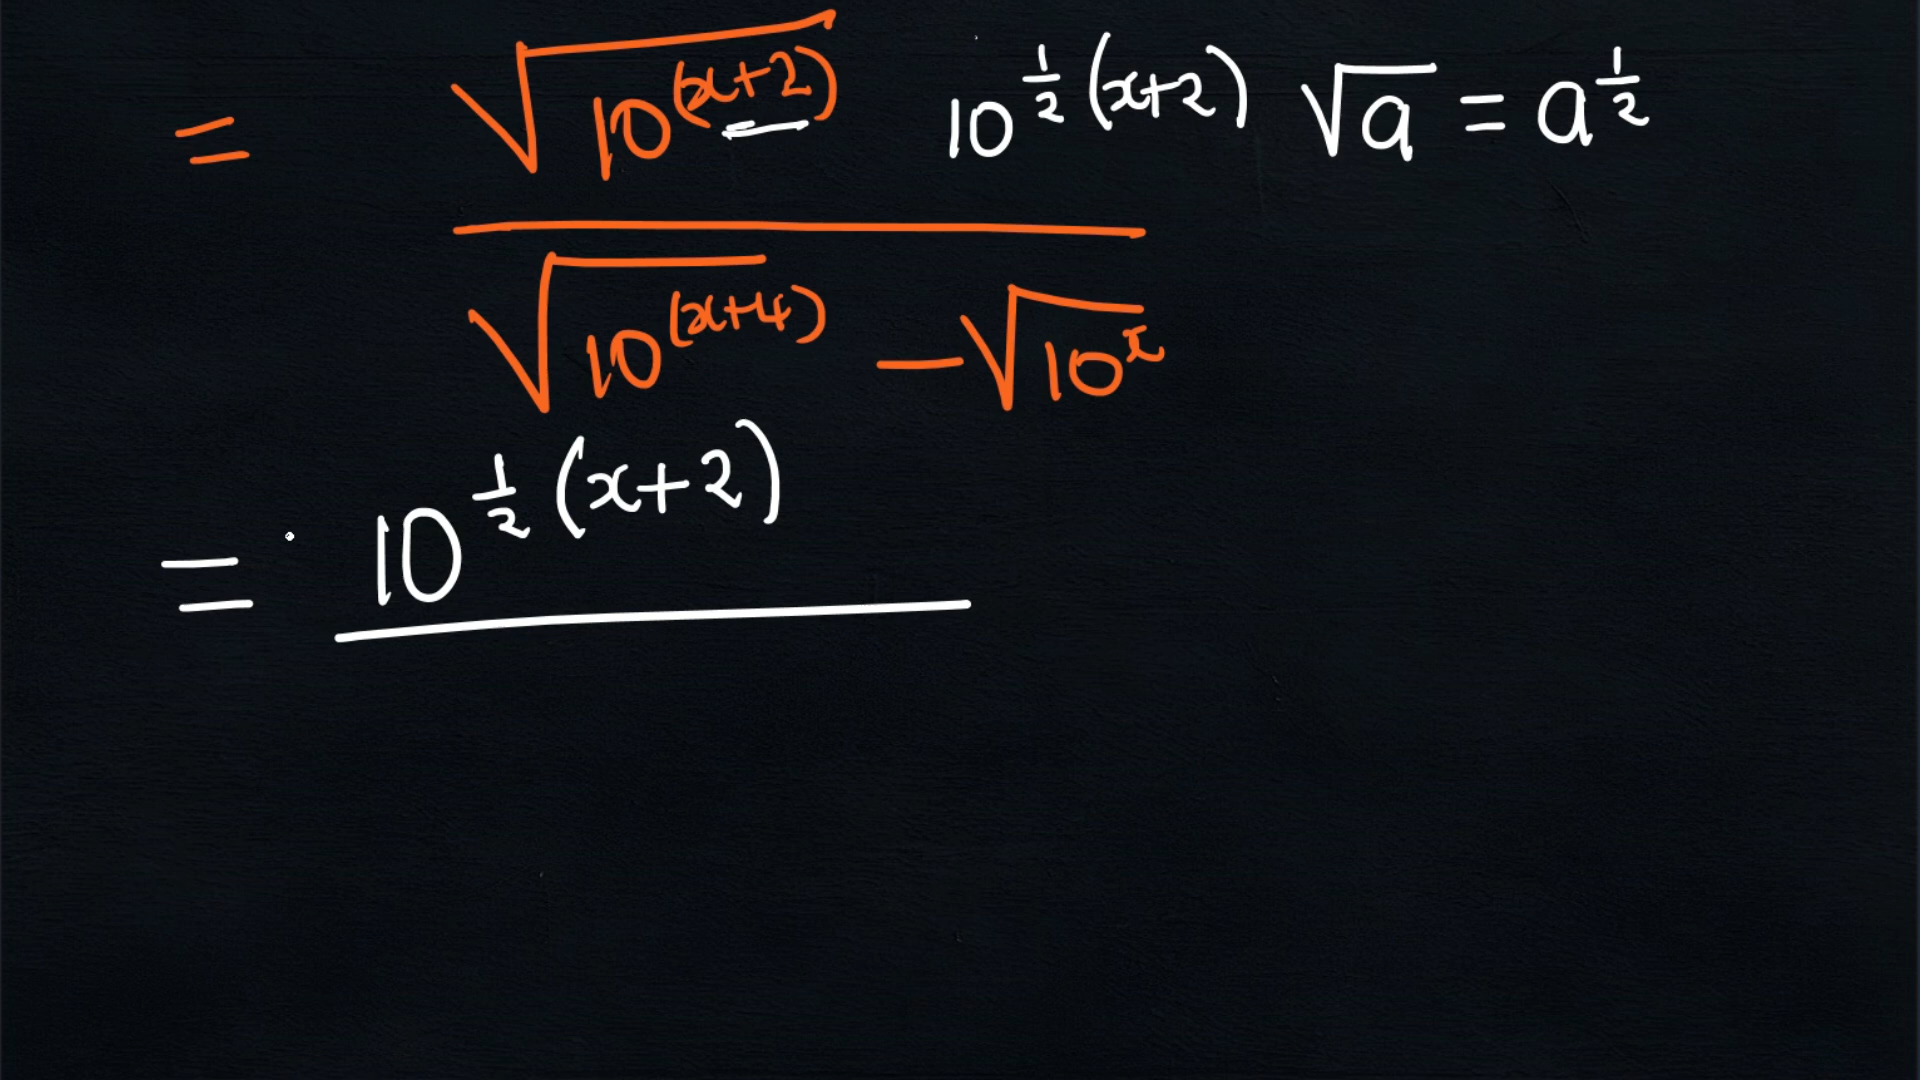 = √10^(x+2) 10^½(x+2) √a = a^½
√10^(x+4) − √10^x
= 10^½(x+2)